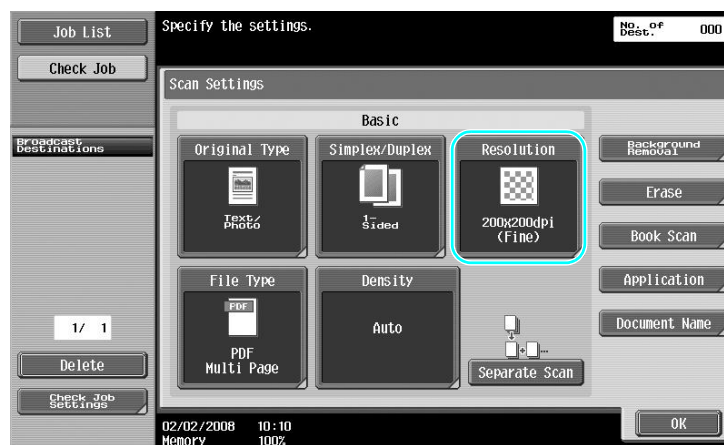 Job List
Check Job
Broadcast
Destinations
1/ 1
Delete
Check Job
Settings
Specify the settings.
No. of
Dest.
000
Scan Settings
Basic
Original Type
Text/
Photo
Simplex/Duplex
1-
Sided
Resolution
200X200dpi
(Fine)
File Type
PDF
PDF
Multi Page
Density
Auto
Separate Scan
Background
Removal
Erase
Book Scan
Application
Document Name
02/02/2008 10:10
Memory 100%
OK